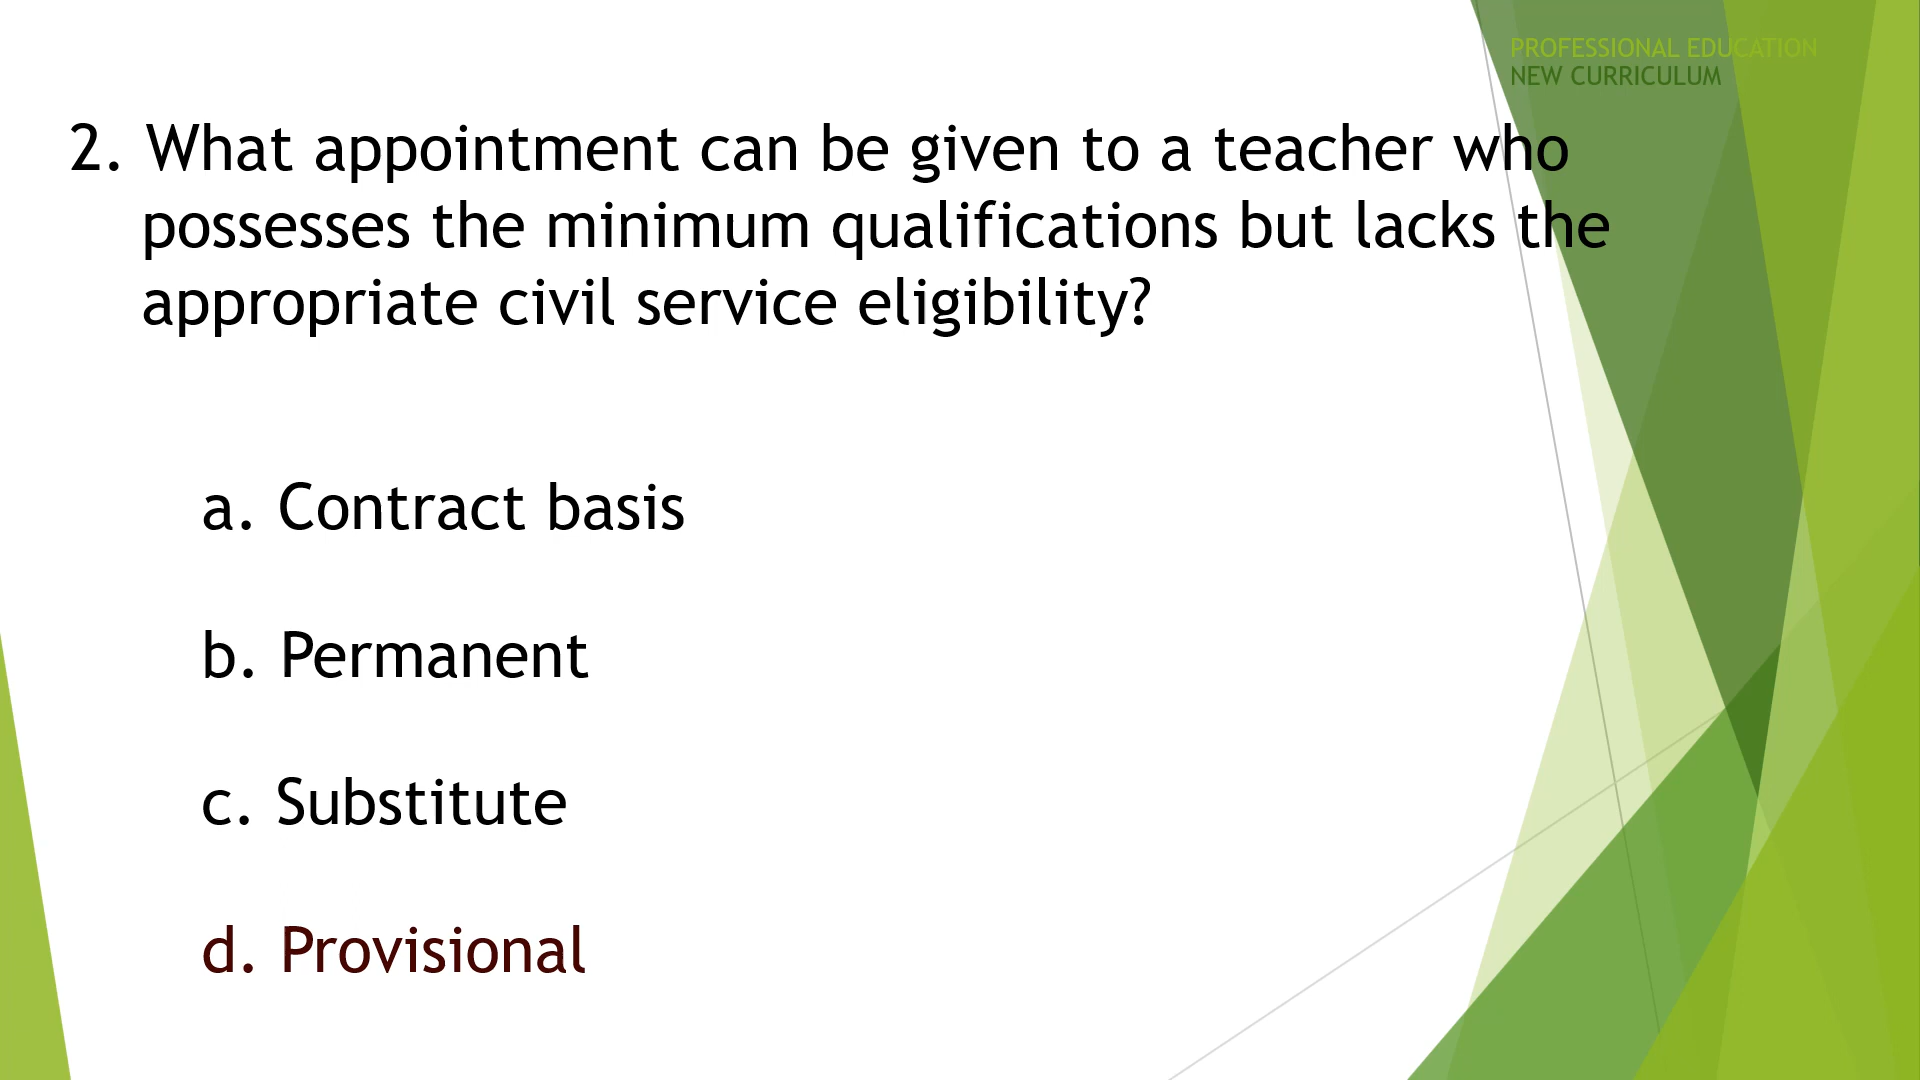 PROFESSIONAL EDUCATION
NEW CURRICULUM
2. What appointment can be given to a teacher who
possesses the minimum qualifications but lacks the
appropriate civil service eligibility?
a. Contract basis
b. Permanent
c. Substitute
d. Provisional